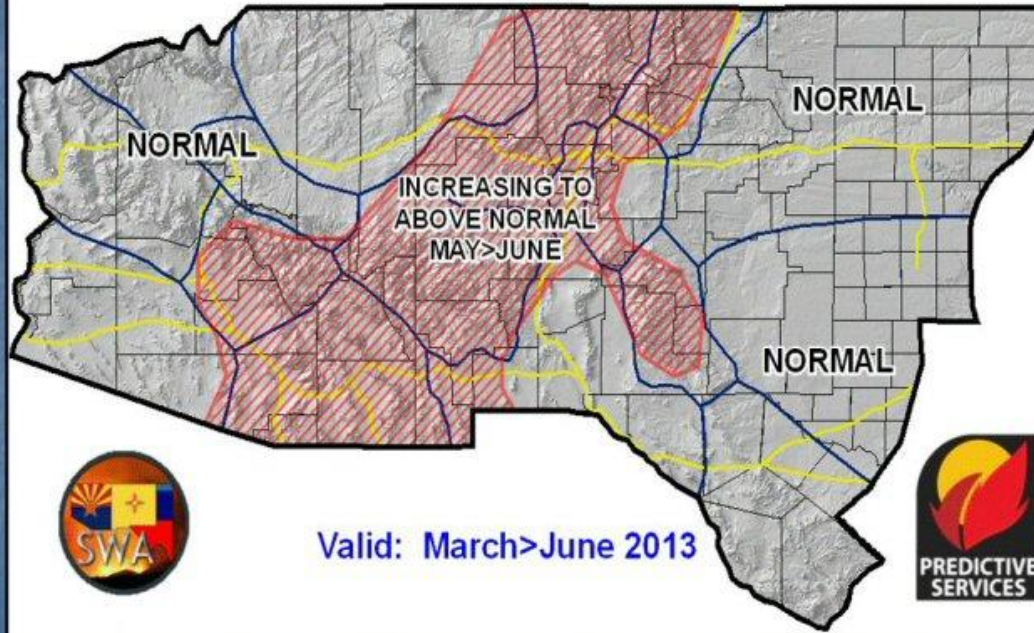 NORMAL
NORMAL
INCREASING TO
ABOVE NORMAL
MAY>JUNE
NORMAL
SWA
Valid: March>June 2013
PREDICTIVE
SERVICES